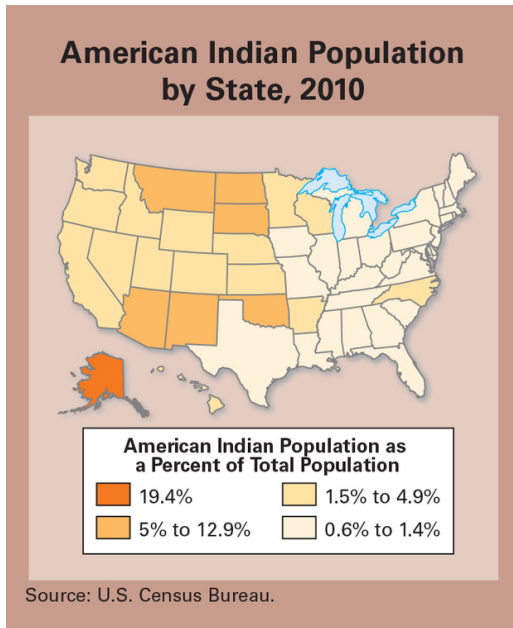 American Indian Population
by State, 2010
American Indian Population as
a Percent of Total Population
19.4%
1.5% to 4.9%
5% to 12.9%
0.6% to 1.4%
Source: U.S. Census Bureau.